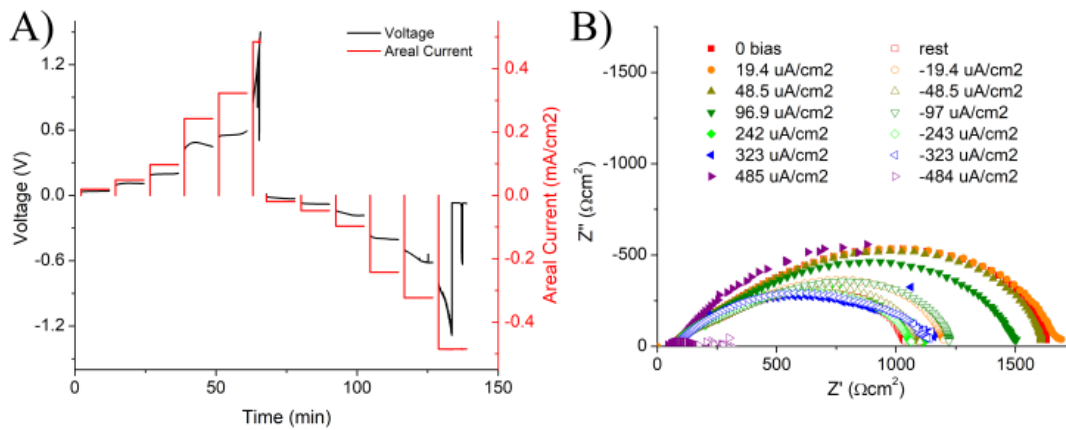 A)
Voltage
Areal Current
1.2
0.6
0.0
-0.6
-1.2
Voltage (V)
0.4
0.2
0.0
-0.2
-0.4
Areal Current (mA/cm2)
0
50
100
150
Time (min)
B)
0 bias
19.4 uA/cm2
48.5 uA/cm2
96.9 uA/cm2
242 uA/cm2
323 uA/cm2
485 uA/cm2
rest
-19.4 uA/cm2
-48.5 uA/cm2
-97 uA/cm2
-243 uA/cm2
-323 uA/cm2
-484 uA/cm2
-1500
-1000
-500
0
Z" (Ωcm²)
0
500
1000
1500
Z' (Ωcm²)